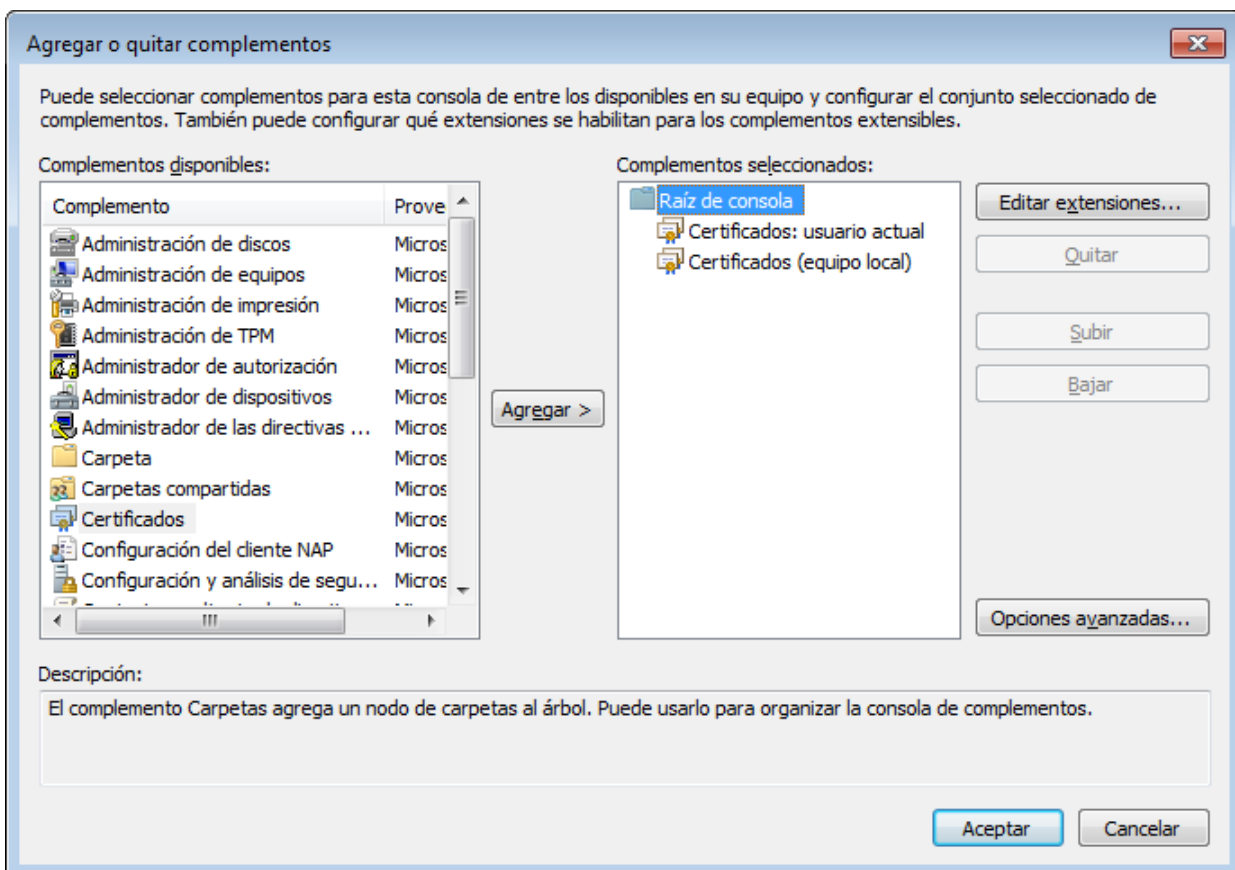 Agregar o quitar complementos
Puede seleccionar complementos para esta consola de entre los disponibles en su equipo y configurar el conjunto seleccionado de
complementos. También puede configurar qué extensiones se habilitan para los complementos extensibles.
Complementos disponibles:
Complemento Prove
Administración de discos Micros
Administración de equipos Micros
Administración de impresión Micros
Administración de TPM Micros
Administrador de autorización Micros
Administrador de dispositivos Micros
Administrador de las directivas ... Micros
Carpeta Micros
Carpetas compartidas Micros
Certificados Micros
Configuración del cliente NAP Micros
Configuración y análisis de segu... Micros
Agregar >
Complementos seleccionados:
Raíz de consola
Certificados: usuario actual
Certificados (equipo local)
Editar extensiones...
Quitar
Subir
Bajar
Opciones avanzadas...
Descripción:
El complemento Carpetas agrega un nodo de carpetas al árbol. Puede usarlo para organizar la consola de complementos.
Aceptar Cancelar